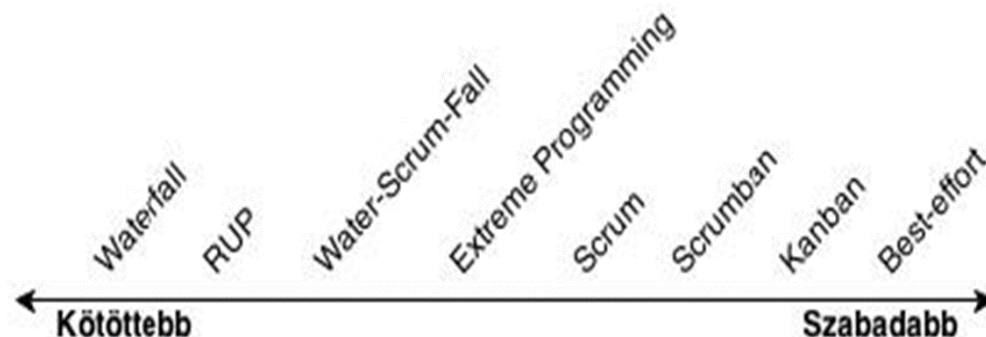 Waterfall
RUP
Water-Scrum-Fall
Extreme Programming
Scrum
Scrumban
Kanban
Best-effort
Kötöttebb
Szabadabb